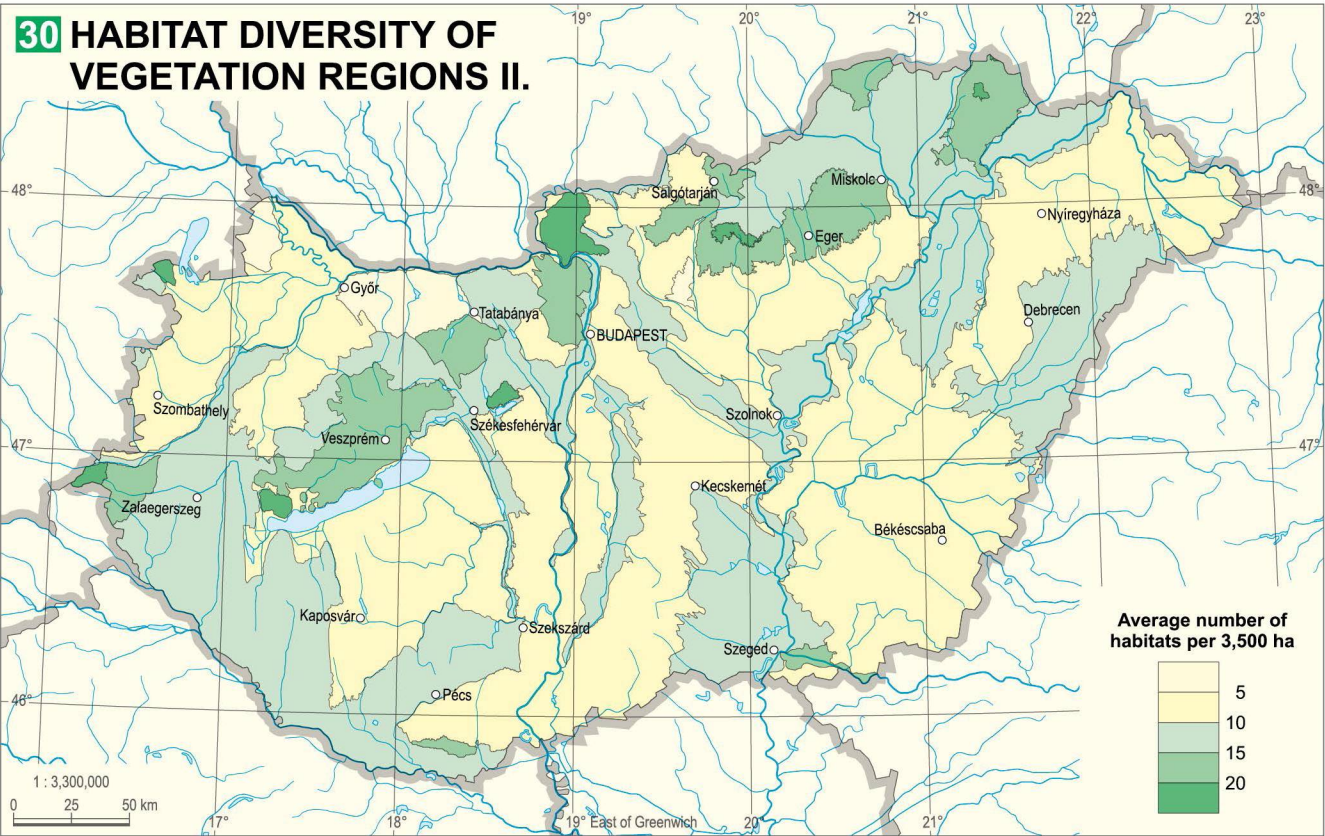 30 HABITAT DIVERSITY OF
VEGETATION REGIONS II.
19°
20°
21°
22°
23°
48°
48°
Salgótarján
Miskolc
Eger
Nyíregyháza
Győr
Tatabánya
BUDAPEST
Debrecen
Szombathely
Székesfehérvár
Szolnok
Veszprém
47°
47°
Zalaegerszeg
Kecskemét
Békéscsaba
Kaposvár
Szekszárd
Szeged
Pécs
46°
Average number of
habitats per 3,500 ha
5
10
15
20
1 : 3,300,000
0 25 50 km
17°
18°
19° East of Greenwich
20°
21°